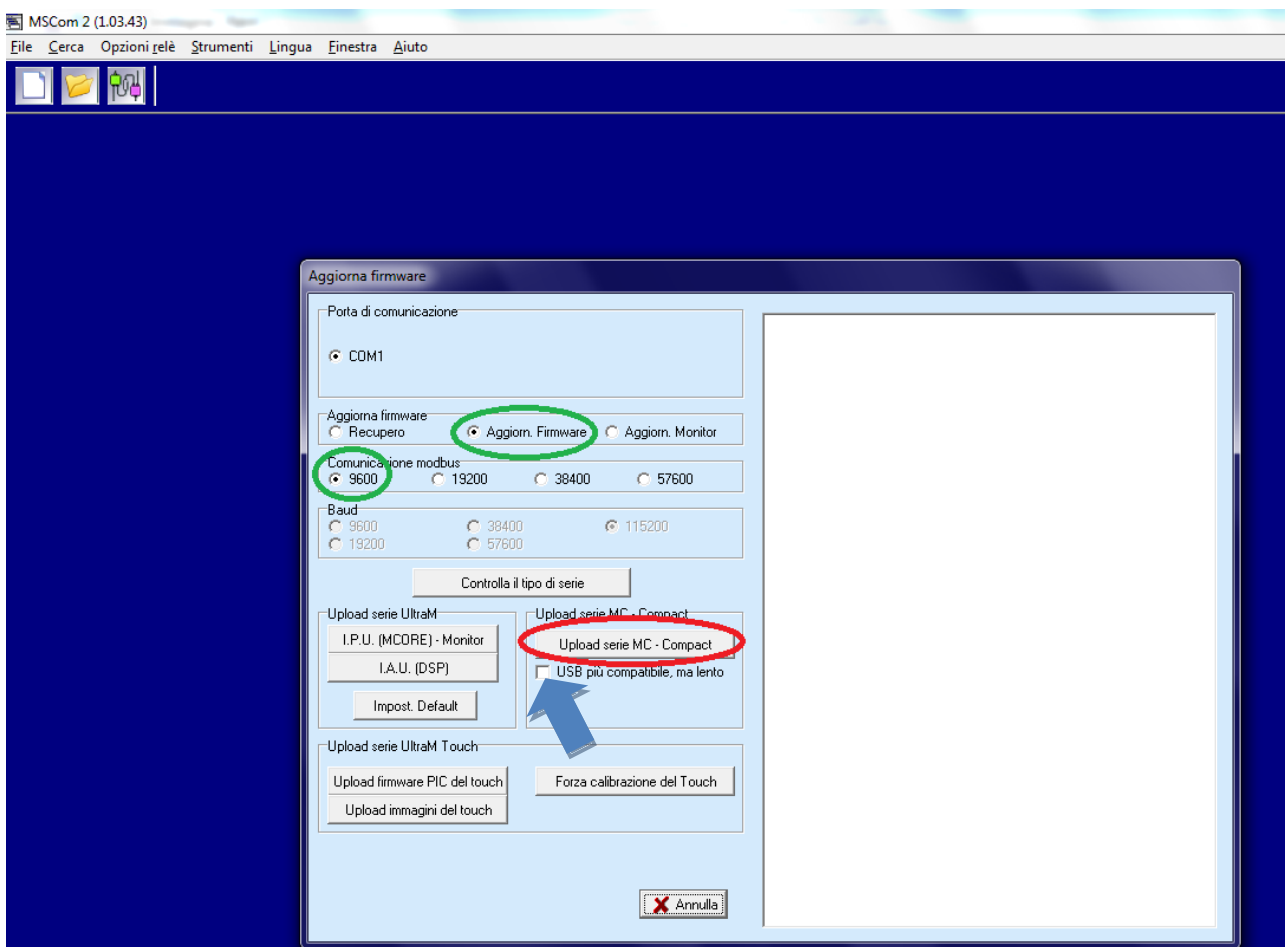 MSCom 2 (1.03.43)
File Cerca Opzioni relè Strumenti Lingua Finestra Aiuto
Aggiorna firmware
Porta di comunicazione
COM1
Aggiorna firmware
Recupero Aggiorn. Firmware Aggiorn. Monitor
Comunicazione modbus
9600 19200 38400 57600
Baud
9600 38400 115200
19200 57600
Controlla il tipo di serie
Upload serie UltraM Upload serie MC - Compact
I.P.U. (MCORE) - Monitor Upload serie MC - Compact
I.A.U. (DSP) USB più compatibile, ma lento
Impost. Default
Upload serie UltraM Touch
Upload firmware PIC del touch Forza calibrazione del Touch
Upload immagini del touch
Annulla